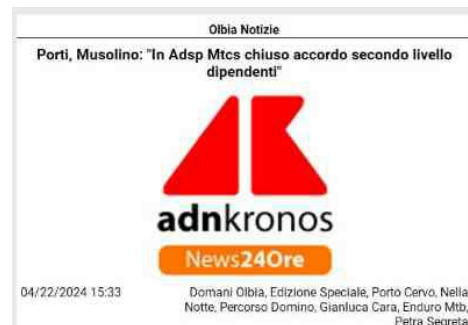 Olbia Notizie
Porti, Musolino: "In Adsp Mtcs chiuso accordo secondo livello
dipendenti"
adnkronos
News24Ore
04/22/2024 15:33
Domani Olbia, Edizione Speciale, Porto Cervo, Nella
Notte, Percorso Domino, Gianluca Cara, Enduro Mtb,
Petra Segreta